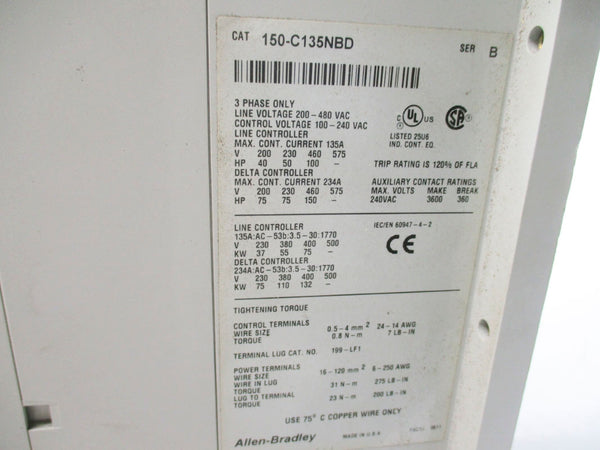 CAT 150-C135NBD SER B
3 PHASE ONLY
LINE VOLTAGE 200-480 VAC
CONTROL VOLTAGE 100-240 VAC
LINE CONTROLLER
MAX. CONT. CURRENT 135A
V 200 230 460 575
HP 40 50 100 -
DELTA CONTROLLER
MAX. CONT. CURRENT 234A
V 200 230 460 575
HP 75 75 150 -
C UL US
SA
LISTED 25U6
IND. CONT. EQ.
TRIP RATING IS 120% OF FLA
AUXILIARY CONTACT RATINGS
MAX. VOLTS MAKE BREAK
240VAC 3600 360
LINE CONTROLLER
135A:AC-53b:3.5-30:1770
V 230 380 400 500
KW 37 55 75 -
DELTA CONTROLLER
234A:AC-53b:3.5-30:1770
V 230 380 400 500
KW 75 110 132 -
IEC/EN 60947-4-2
CE
TIGHTENING TORQUE
CONTROL TERMINALS
WIRE SIZE 0.5-4 mm² 24-14 AWG
TORQUE 0.8 N-m 7 LB-IN
TERMINAL LUG CAT. NO. 199-LF1
POWER TERMINALS
WIRE SIZE 16-120 mm² 6-250 AWG
WIRE IN LUG TORQUE 31 N-m 275 LB-IN
LUG TO TERMINAL TORQUE 23 N-m 200 LB-IN
USE 75° C COPPER WIRE ONLY
Allen-Bradley MADE IN U.S.A.